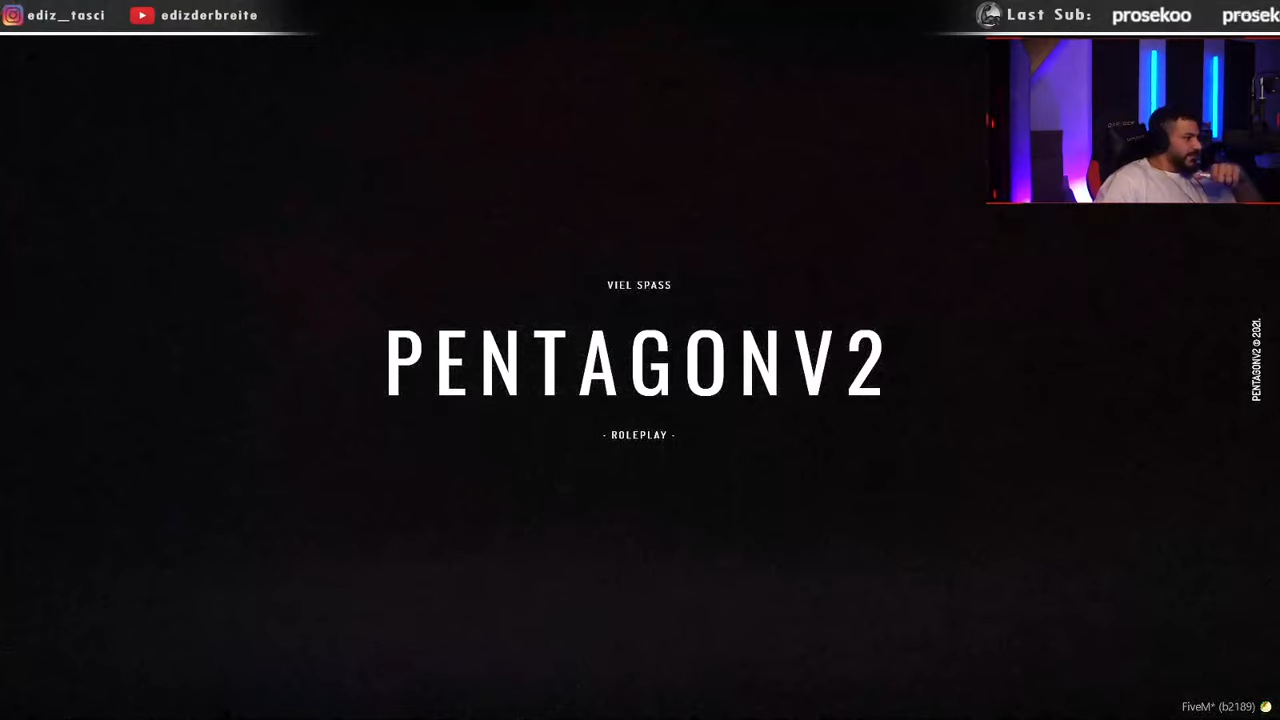 ediz__tasci edizderbreite
Last Sub: prosekoo prosek
VIEL SPASS
PENTAGONV2
- ROLEPLAY -
PENTAGONV2 © 2021.
FiveM* (b2189)